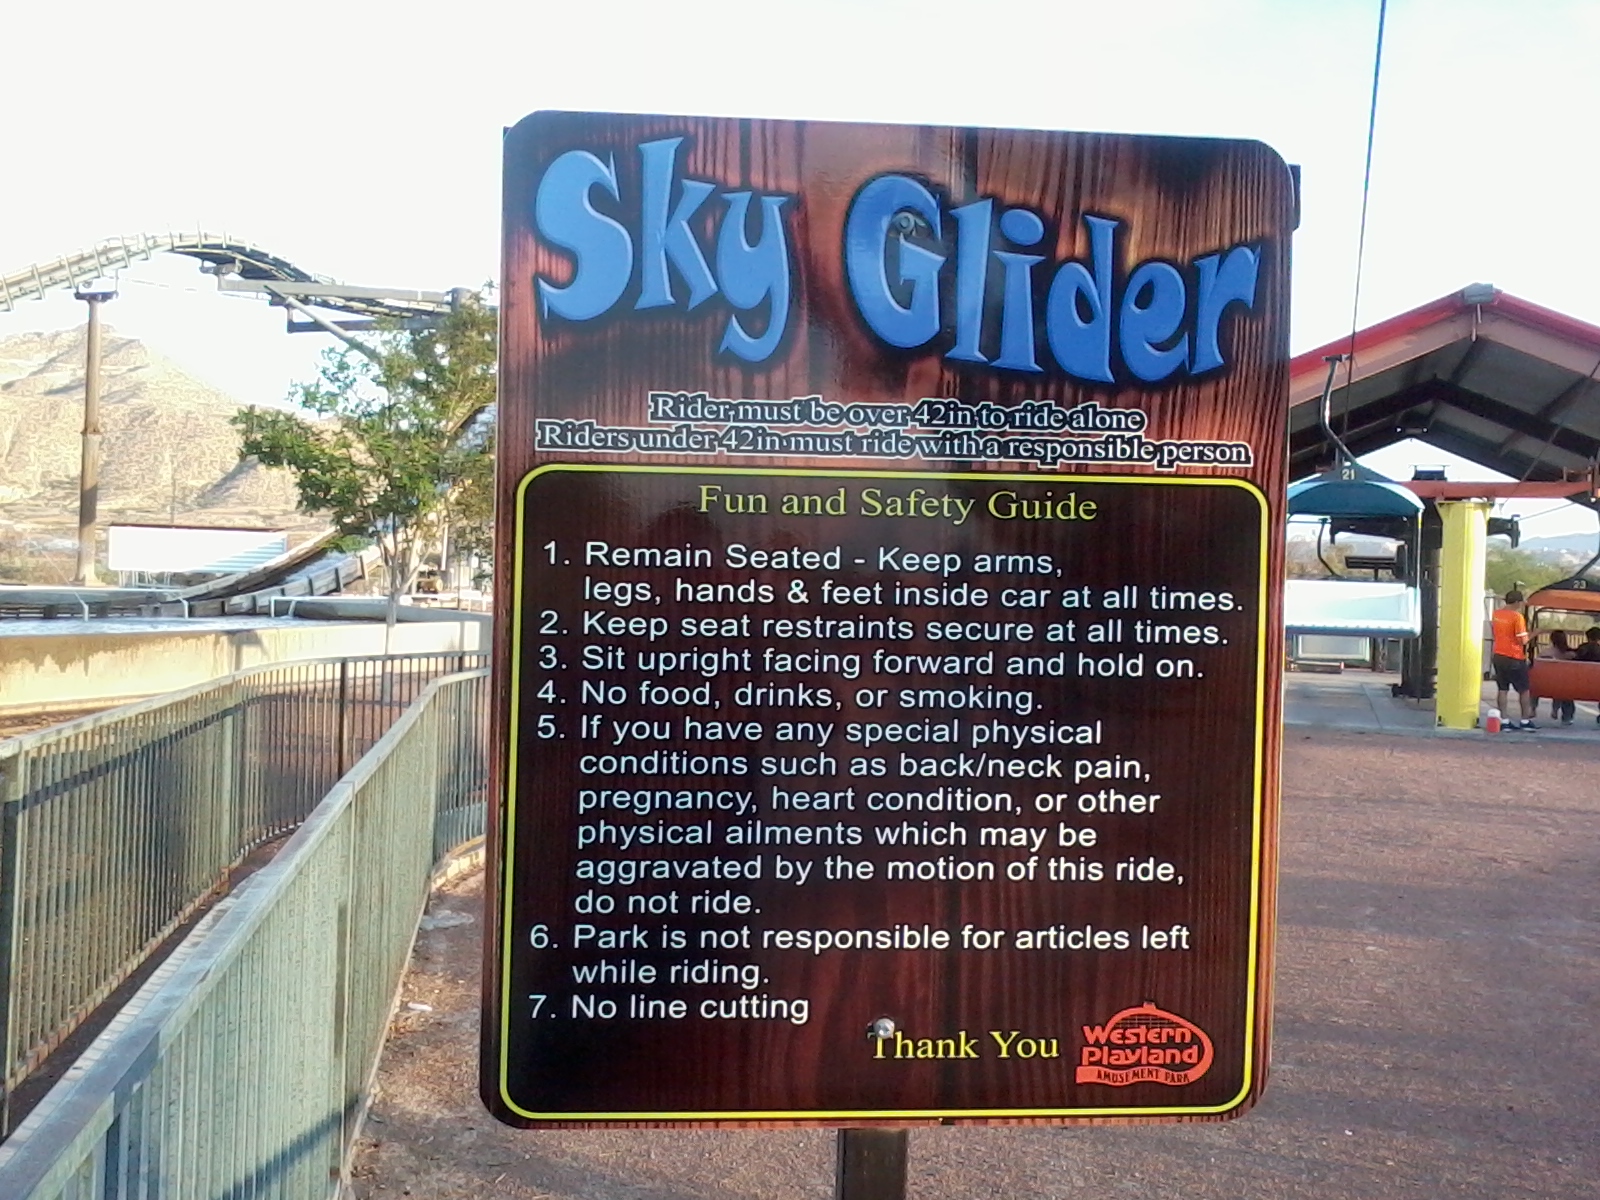 Sky Glider
Rider must be over 42in to ride alone
Riders under 42in must ride with a responsible person
Fun and Safety Guide
1. Remain Seated - Keep arms,
legs, hands & feet inside car at all times.
2. Keep seat restraints secure at all times.
3. Sit upright facing forward and hold on.
4. No food, drinks, or smoking.
5. If you have any special physical
conditions such as back/neck pain,
pregnancy, heart condition, or other
physical ailments which may be
aggravated by the motion of this ride,
do not ride.
6. Park is not responsible for articles left
while riding.
7. No line cutting
Thank You
Western
Playland
AMUSEMENT PARK
21
23